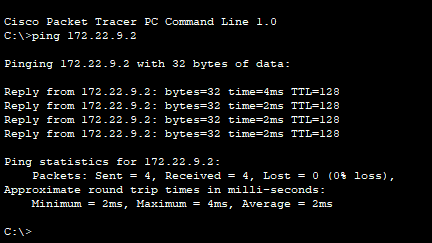 Cisco Packet Tracer PC Command Line 1.0
C:\>ping 172.22.9.2
Pinging 172.22.9.2 with 32 bytes of data:
Reply from 172.22.9.2: bytes=32 time=4ms TTL=128
Reply from 172.22.9.2: bytes=32 time=2ms TTL=128
Reply from 172.22.9.2: bytes=32 time=2ms TTL=128
Reply from 172.22.9.2: bytes=32 time=2ms TTL=128
Ping statistics for 172.22.9.2:
Packets: Sent = 4, Received = 4, Lost = 0 (0% loss),
Approximate round trip times in milli-seconds:
Minimum = 2ms, Maximum = 4ms, Average = 2ms
C:\>